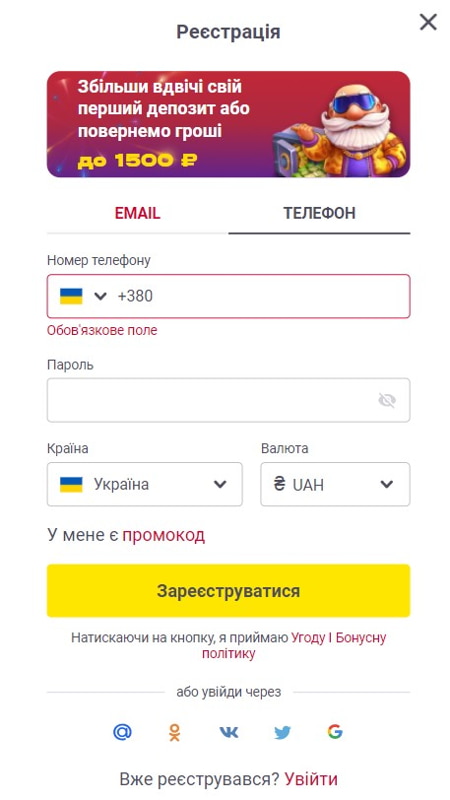 Реєстрація
Збільши вдвічі свій
перший депозит або
повернемо гроші
до 1500 ₽
EMAIL
ТЕЛЕФОН
Номер телефону
+380
Обов'язкове поле
Пароль
Країна
Валюта
Україна
₴ UAH
У мене є промокод
Зареєструватися
Натискаючи на кнопку, я приймаю Угоду І Бонусну
політику
або увійди через
Вже реєструвався? Увійти